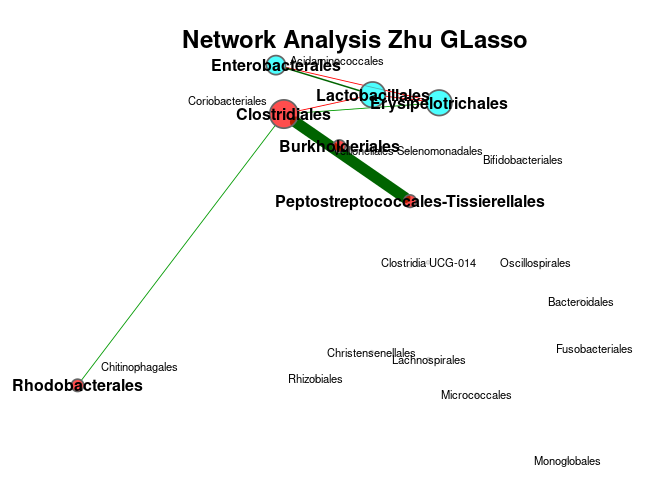 Network Analysis Zhu GLasso
Acidaminococcales
Enterobacterales
Lactobacillales
Coriobacteriales
Erysipelotrichales
Clostridiales
Burkholderiales
Veillonellales-Selenomonadales
Bifidobacteriales
Peptostreptococcales-Tissierellales
Clostridia UCG-014
Oscillospirales
Bacteroidales
Christensenellales
Fusobacteriales
Lachnospirales
Chitinophagales
Rhizobiales
Rhodobacterales
Micrococcales
Monoglobales